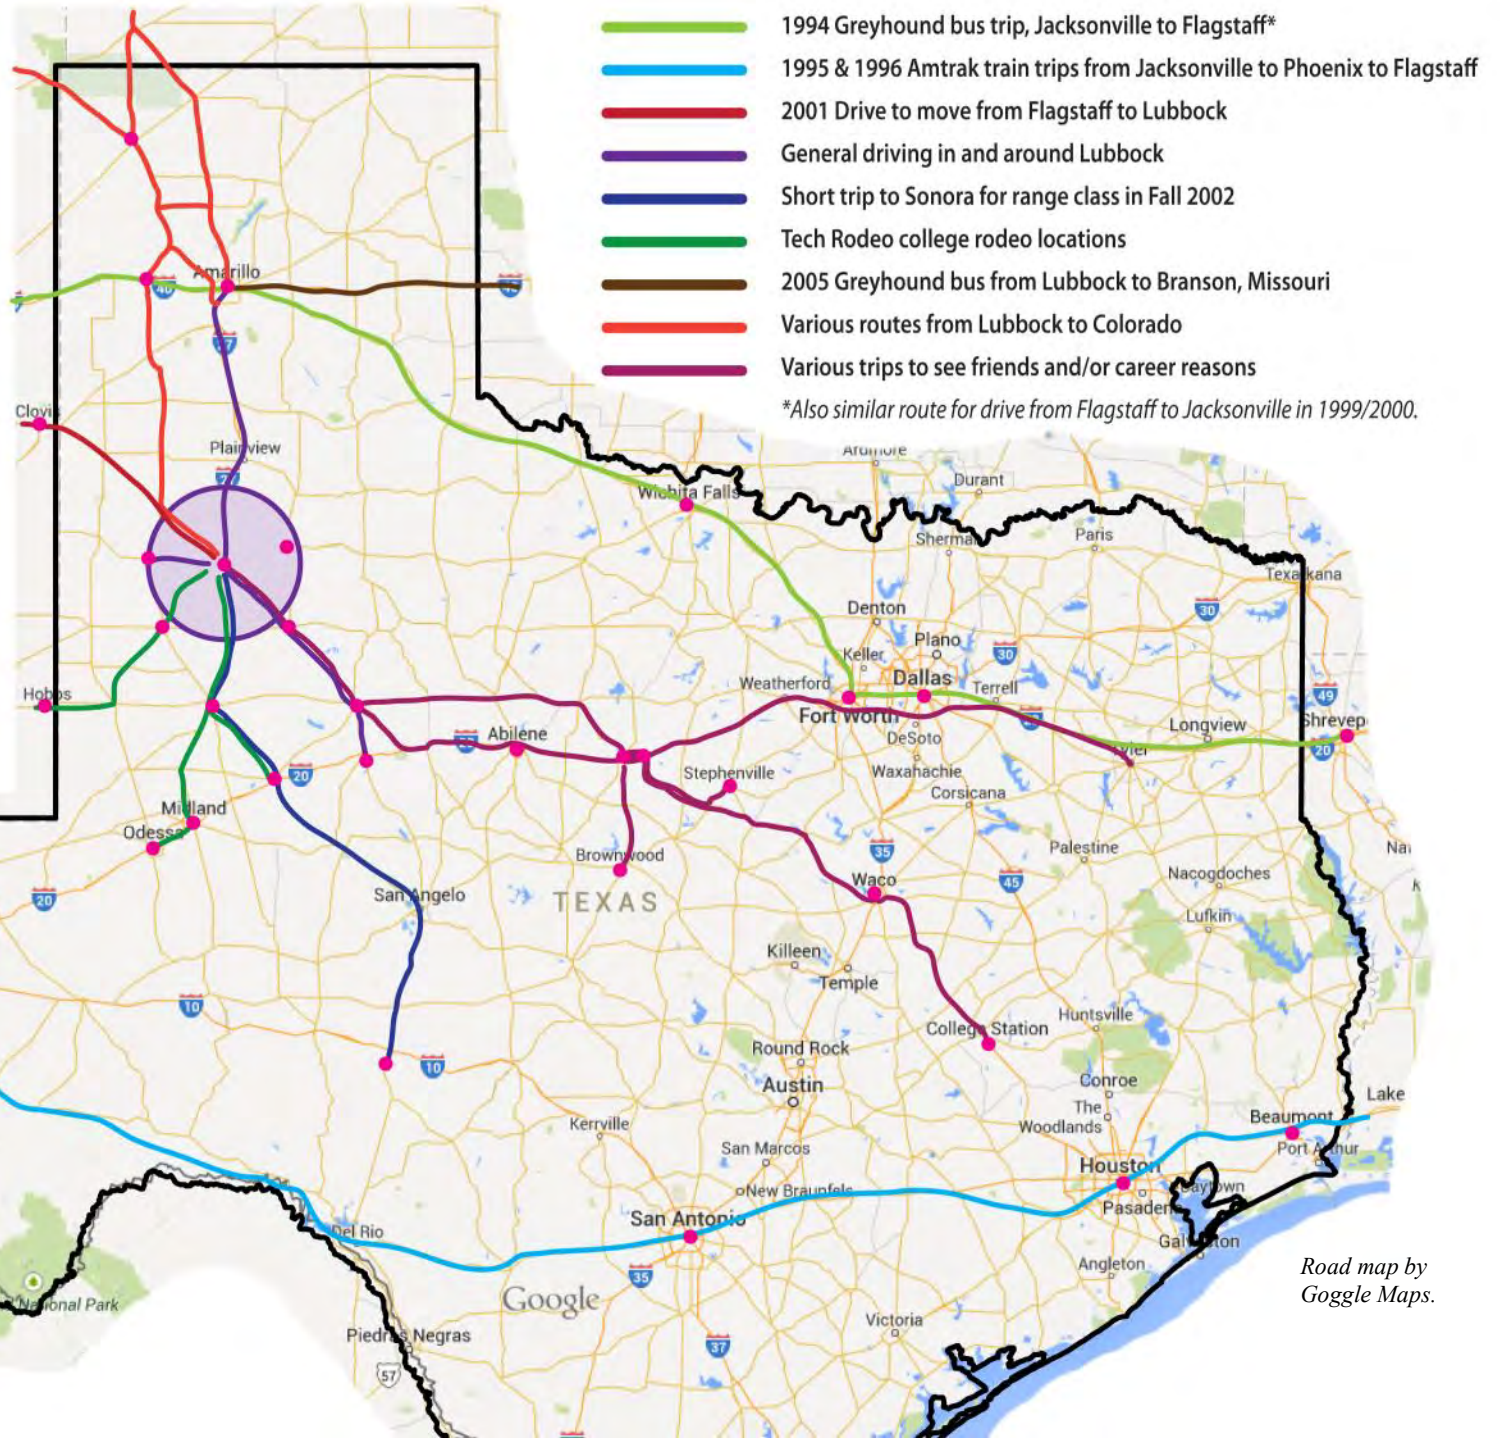 1994 Greyhound bus trip, Jacksonville to Flagstaff*
1995 & 1996 Amtrak train trips from Jacksonville to Phoenix to Flagstaff
2001 Drive to move from Flagstaff to Lubbock
General driving in and around Lubbock
Short trip to Sonora for range class in Fall 2002
Tech Rodeo college rodeo locations
2005 Greyhound bus from Lubbock to Branson, Missouri
Various routes from Lubbock to Colorado
Various trips to see friends and/or career reasons
*Also similar route for drive from Flagstaff to Jacksonville in 1999/2000.
Amarillo
40
27
Clovis
Plainview
Ardmore
Durant
Wichita Falls
Sherman
Paris
Texarkana
30
Denton
Plano
30
Keller
Dallas
Weatherford
Terrell
49
Hobbs
Fort Worth
Longview
Shrevep
20
Abilene
DeSoto
Tyler
20
Stephenville
Waxahachie
Corsicana
Midland
Odessa
35
Palestine
Nac
Brownwood
Nacogdoches
20
San Angelo
TEXAS
Waco
45
K
Lufkin
Killeen
Temple
10
College Station
Huntsville
Round Rock
10
Austin
Conroe
Lake
The
Woodlands
Beaumont
Kerrville
San Marcos
Port Arthur
Houston
New Braunfels
Baytown
Pasadena
San Antonio
Del Rio
Galveston
Angleton
35
Road map by
Goggle Maps.
National Park
Google
Victoria
Piedras Negras
37
57